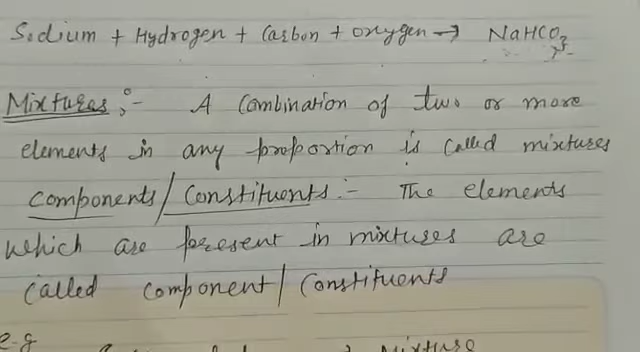 Sodium + Hydrogen + Carbon + oxygen → NaHCO3
Mixtures:- A Combination of two or more
elements in any proportion is called mixtures
Components/Constituents:- The elements
which are present in mixtures are
called component/Constituents
e.g mixture